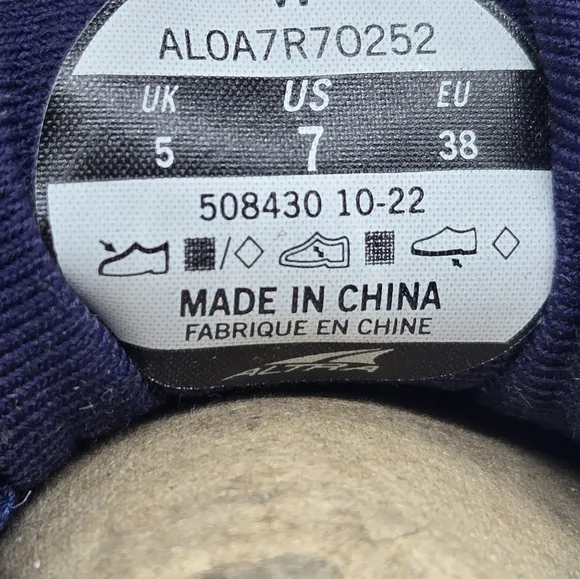 W
AL0A7R70252
UK US EU
5 7 38
508430 10-22
MADE IN CHINA
FABRIQUE EN CHINE
ALTRA